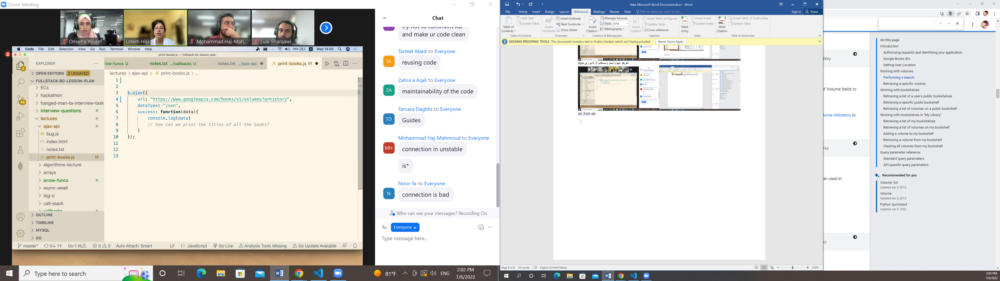 Zoom Meeting
Omama Yousef
Lotem Hiki
Mohammad Haj-Mah...
Luai Sharqawi
Code File Edit Selection View Go Run Terminal Window Help
79% Wed 14:00
print-books.js — fullstack-bc-lesson-plan
EXPLORER
row-funcs U
notes.txt .../callbacks U
notes.txt .../ajax-api
JS print-books.js M
OPEN EDITORS 2 UNSAVED
lectures > ajax-api > JS print-books.js > ...
FULLSTACK-BC-LESSON-PLAN
ECs
hackathon
hanged-man-ta-interview-task
interview-questions
lectures
ajax-api
JS bug.js
index.html
notes.txt
JS print-books.js M
algorithms-lecture
arrays
arrow-funcs
async-await
big-o
call-stack
callbacks
OUTLINE
TIMELINE
MYSQL
GO
2
45
1
2
3 $.ajax({
4 url: "https://www.googleapis.com/books/v1/volumes?q=history",
5 dataType: "json",
6 success: function(data){
7 console.log(data)
8 // how can we print the titles of all the books?
9 }
10 });
11
12
13
master* 0↓ 1↑ Go 1.16 0 0 Auto Attach: Smart LF {} JavaScript Go Live Analysis Tools Missing Go Update Available
Chat
try not to comment XD
and make ur code clean
Tarteel Abed to Everyone
TA reusing code
Zahra'a Aqel to Everyone
ZA maintainability of the code
Tamara Daghlis to Everyone
TD Guides
Mohammad Haj-Mahmoud to Everyone
MH connection in unstable
is*
Noor-fa to Everyone
N connection is bad
Who can see your messages? Recording On
To: Everyone
Type message here...
Type here to search
81°F
ENG
2:02 PM
7/6/2022
New Microsoft Word Document.docx - Word
File Home Insert Design Layout References Mailings Review View Tell me what you want to do...
Sign in Share
Table of Contents
Add Text
Update Table
Table of Contents
Insert Footnote
Insert Endnote
Next Footnote
Show Notes
Footnotes
Insert Citation
Manage Sources
Style: APA
Bibliography
Citations & Bibliography
Insert Caption
Insert Table of Figures
Update Table
Cross-reference
Captions
Mark Entry
Insert Index
Update Index
Index
Mark Citation
Insert Table of Authorities
Update Table
Table of Authorities
MISSING PROOFING TOOLS This document contains text in Arabic (Jordan) which isn't being proofed. Never Show Again
Ajax تعريفو مهم واسمو وبستخدم ال لايبرري
url from api
Page 8 of 8 59 words English (United States)
100%
Key
of Volume fields to
lume reference to
Key
ter used in
ey
On this page
Introduction
Authorizing requests and identifying your application
Google Books IDs
Setting User Location
Working with volumes
Performing a search
Retrieving a specific volume
Working with bookshelves
Retrieving a list of a user's public bookshelves
Retrieving a specific public bookshelf
Retrieving a list of volumes on a public bookshelf
Working with bookshelves in "My Library"
Retrieving a list of my bookshelves
Retrieving a list of volumes on my bookshelf
Adding a volume to my bookshelf
Removing a volume from my bookshelf
Clearing all volumes from my bookshelf
Query parameter reference
Standard query parameters
API-specific query parameters
Recommended for you
Volume: list
Updated Apr 4, 2012
Volume
Updated Apr 4, 2012
Python Quickstart
Updated Jun 9, 2022
2:02 PM
7/6/2022